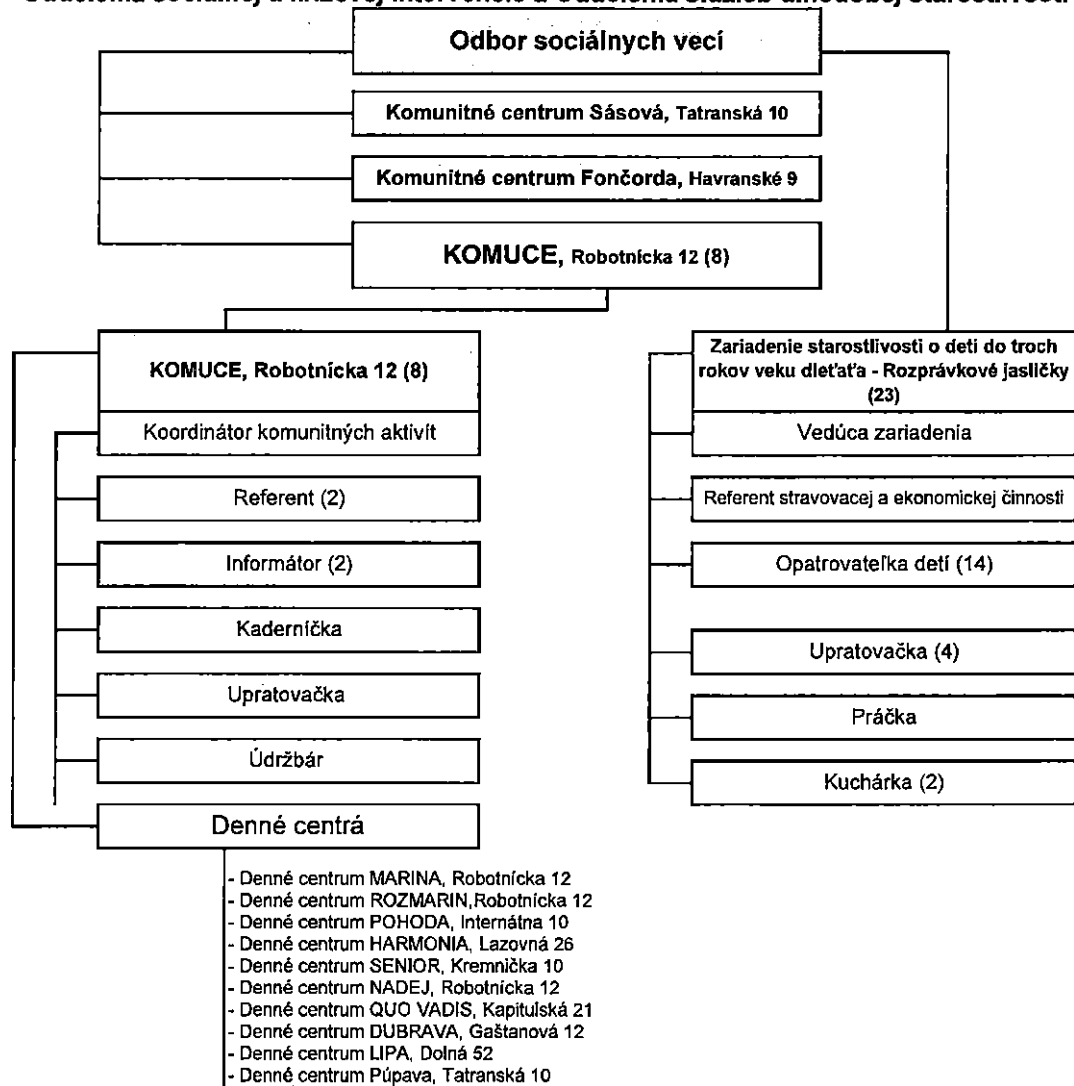 Odbor sociálnych vecí
Komunitné centrum Sásová, Tatranská 10
Komunitné centrum Fončorda, Havranské 9
KOMUCE, Robotnícka 12 (8)
KOMUCE, Robotnícka 12 (8)
Koordinátor komunitných aktivít
Referent (2)
Informátor (2)
Kaderníčka
Upratovačka
Údržbár
Denné centrá
- Denné centrum MARINA, Robotnícka 12
- Denné centrum ROZMARIN,Robotnícka 12
- Denné centrum POHODA, Internátna 10
- Denné centrum HARMONIA, Lazovná 26
- Denné centrum SENIOR, Kremnička 10
- Denné centrum NADEJ, Robotnícka 12
- Denné centrum QUO VADIS, Kapitulská 21
- Denné centrum DUBRAVA, Gaštanová 12
- Denné centrum LIPA, Dolná 52
- Denné centrum Púpava, Tatranská 10
Zariadenie starostlivosti o deti do troch
rokov veku dieťaťa - Rozprávkové jasličky
(23)
Vedúca zariadenia
Referent stravovacej a ekonomickej činnosti
Opatrovateľka detí (14)
Upratovačka (4)
Práčka
Kuchárka (2)